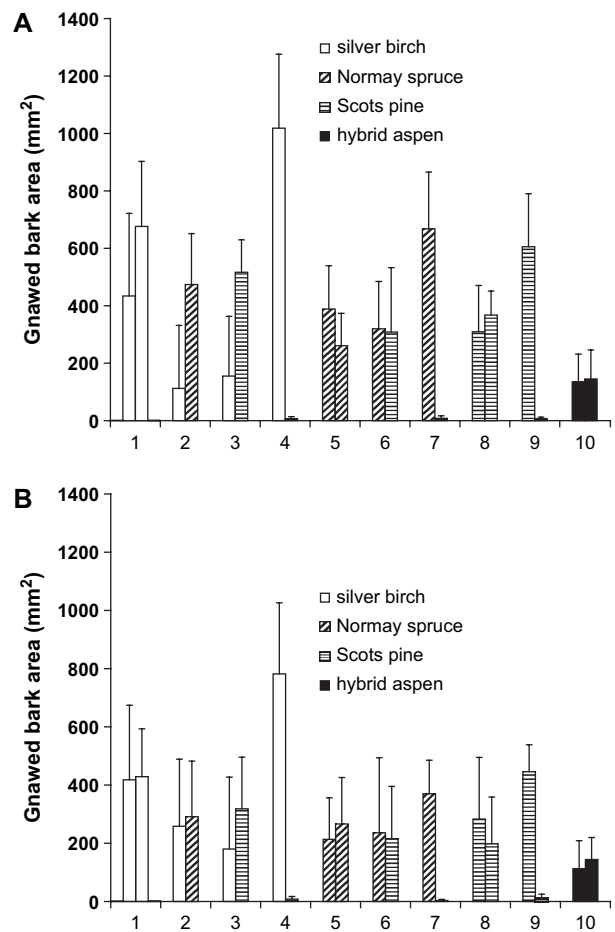 A
1400
1200
1000
800
600
400
200
0
Gnawed bark area (mm²)
silver birch
Normay spruce
Scots pine
hybrid aspen
1 2 3 4 5 6 7 8 9 10
B
1400
1200
1000
800
600
400
200
0
Gnawed bark area (mm²)
silver birch
Normay spruce
Scots pine
hybrid aspen
1 2 3 4 5 6 7 8 9 10